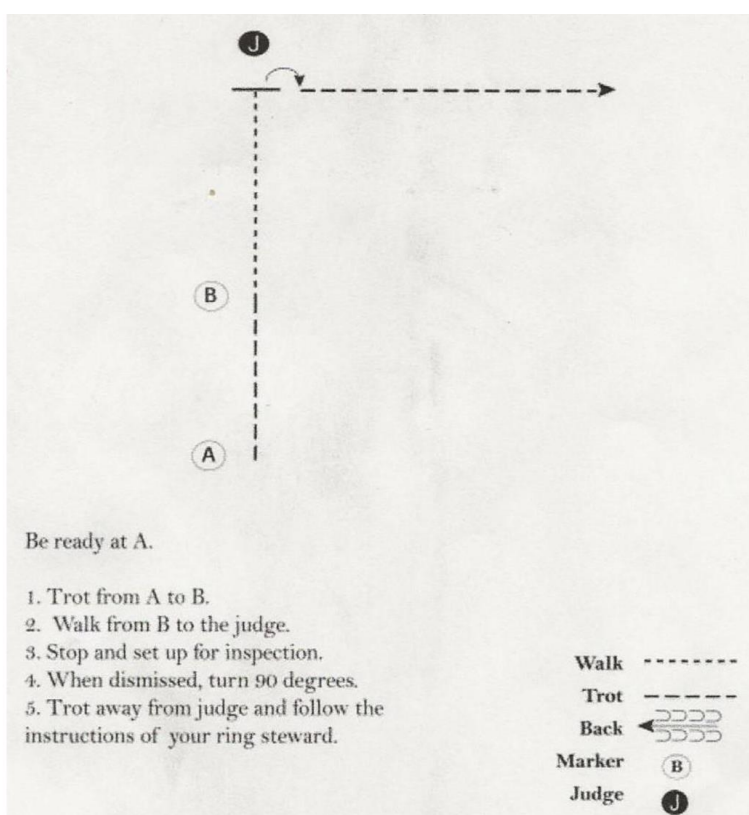 J
B
A
Be ready at A.
1. Trot from A to B.
2. Walk from B to the judge.
3. Stop and set up for inspection.
4. When dismissed, turn 90 degrees.
5. Trot away from judge and follow the
instructions of your ring steward.
Walk
Trot
Back
Marker B
Judge J